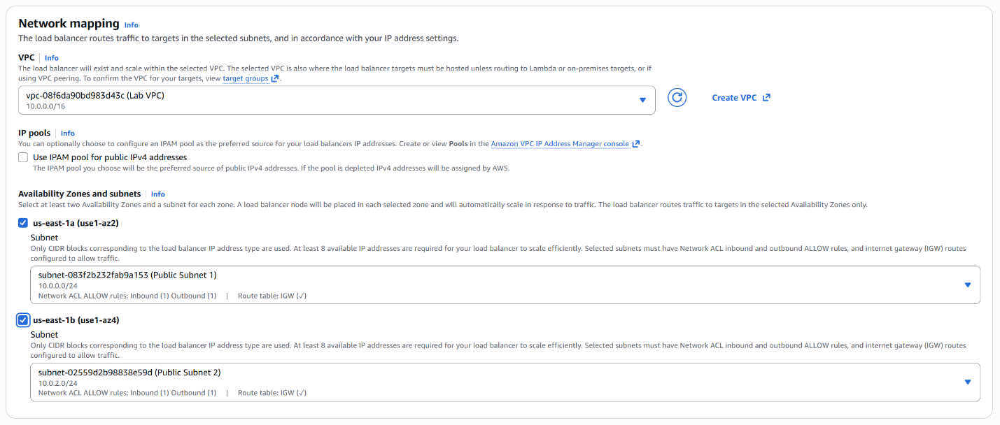 Network mapping Info
The load balancer routes traffic to targets in the selected subnets, and in accordance with your IP address settings.
VPC Info
The load balancer will exist and scale within the selected VPC. The selected VPC is also where the load balancer targets must be hosted unless routing to Lambda or on-premises targets, or if
using VPC peering. To confirm the VPC for your targets, view target groups.
vpc-08f6da90bd983d43c (Lab VPC)
10.0.0.0/16
Create VPC
IP pools Info
You can optionally choose to configure an IPAM pool as the preferred source for your load balancers IP addresses. Create or view Pools in the Amazon VPC IP Address Manager console.
Use IPAM pool for public IPv4 addresses
The IPAM pool you choose will be the preferred source of public IPv4 addresses. If the pool is depleted IPv4 addresses will be assigned by AWS.
Availability Zones and subnets Info
Select at least two Availability Zones and a subnet for each zone. A load balancer node will be placed in each selected zone and will automatically scale in response to traffic. The load balancer routes traffic to targets in the selected Availability Zones only.
us-east-1a (use1-az2)
Subnet
Only CIDR blocks corresponding to the load balancer IP address type are used. At least 8 available IP addresses are required for your load balancer to scale efficiently. Selected subnets must have Network ACL inbound and outbound ALLOW rules, and internet gateway (IGW) routes
configured to allow traffic.
subnet-083f2b232fab9a153 (Public Subnet 1)
10.0.0.0/24
Network ACL ALLOW rules: Inbound (1) Outbound (1) | Route table: IGW (✓)
us-east-1b (use1-az4)
Subnet
Only CIDR blocks corresponding to the load balancer IP address type are used. At least 8 available IP addresses are required for your load balancer to scale efficiently. Selected subnets must have Network ACL inbound and outbound ALLOW rules, and internet gateway (IGW) routes
configured to allow traffic.
subnet-02559d2b98838e59d (Public Subnet 2)
10.0.2.0/24
Network ACL ALLOW rules: Inbound (1) Outbound (1) | Route table: IGW (✓)